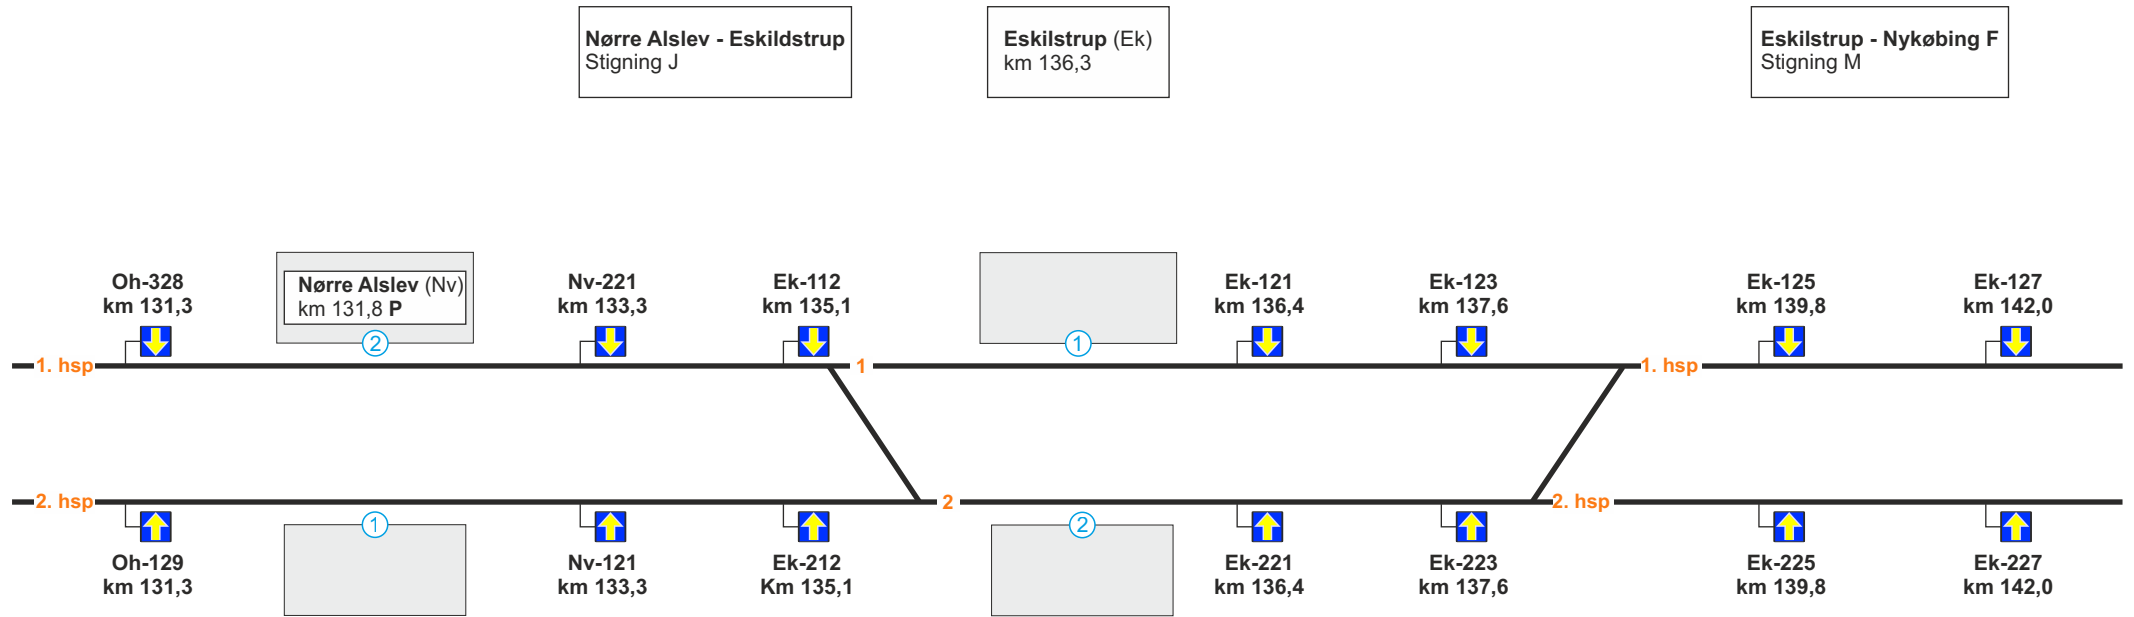 Nørre Alslev - Eskildstrup
Stigning J
Eskilstrup (Ek)
km 136,3
Eskilstrup - Nykøbing F
Stigning M
Oh-328
km 131,3
Nørre Alslev (Nv)
km 131,8 P
2
Nv-221
km 133,3
Ek-112
km 135,1
1
Ek-121
km 136,4
Ek-123
km 137,6
Ek-125
km 139,8
Ek-127
km 142,0
1. hsp
1
1. hsp
2. hsp
2
2. hsp
Oh-129
km 131,3
1
Nv-121
km 133,3
Ek-212
Km 135,1
2
Ek-221
km 136,4
Ek-223
km 137,6
Ek-225
km 139,8
Ek-227
km 142,0